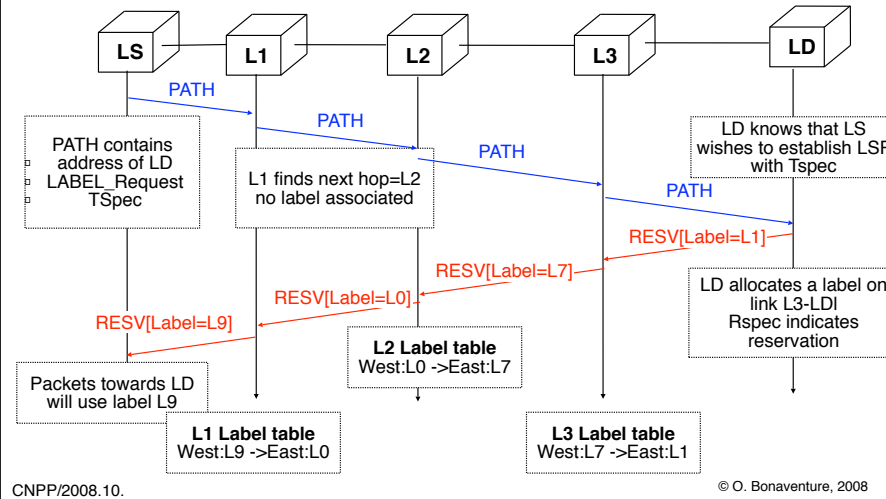 LS
L1
L2
L3
LD
PATH
PATH
PATH
PATH
PATH contains
address of LD
LABEL_Request
TSpec
L1 finds next hop=L2
no label associated
LD knows that LS
wishes to establish LSP
with Tspec
RESV[Label=L1]
RESV[Label=L7]
RESV[Label=L0]
RESV[Label=L9]
LD allocates a label on
link L3-LDl
Rspec indicates
reservation
L2 Label table
West:L0 ->East:L7
Packets towards LD
will use label L9
L1 Label table
West:L9 ->East:L0
L3 Label table
West:L7 ->East:L1
CNPP/2008.10.
© O. Bonaventure, 2008